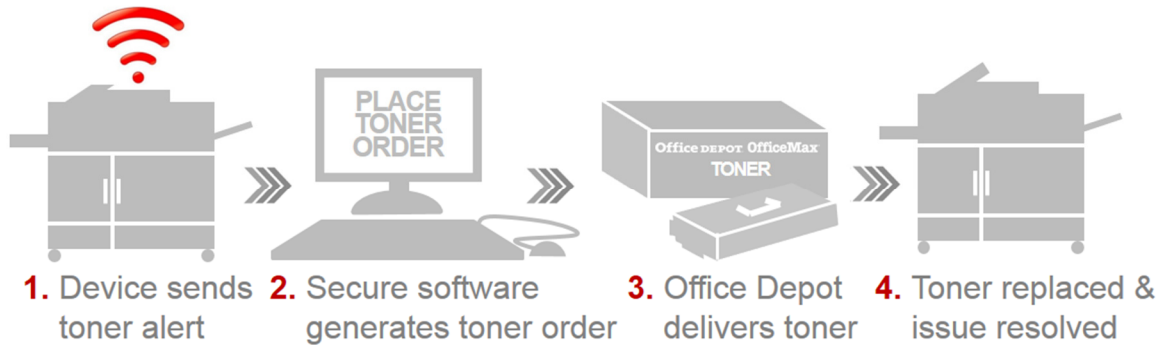 PLACE
TONER
ORDER
Office DEPOT OfficeMax
TONER
1. Device sends
toner alert
2. Secure software
generates toner order
3. Office Depot
delivers toner
4. Toner replaced &
issue resolved